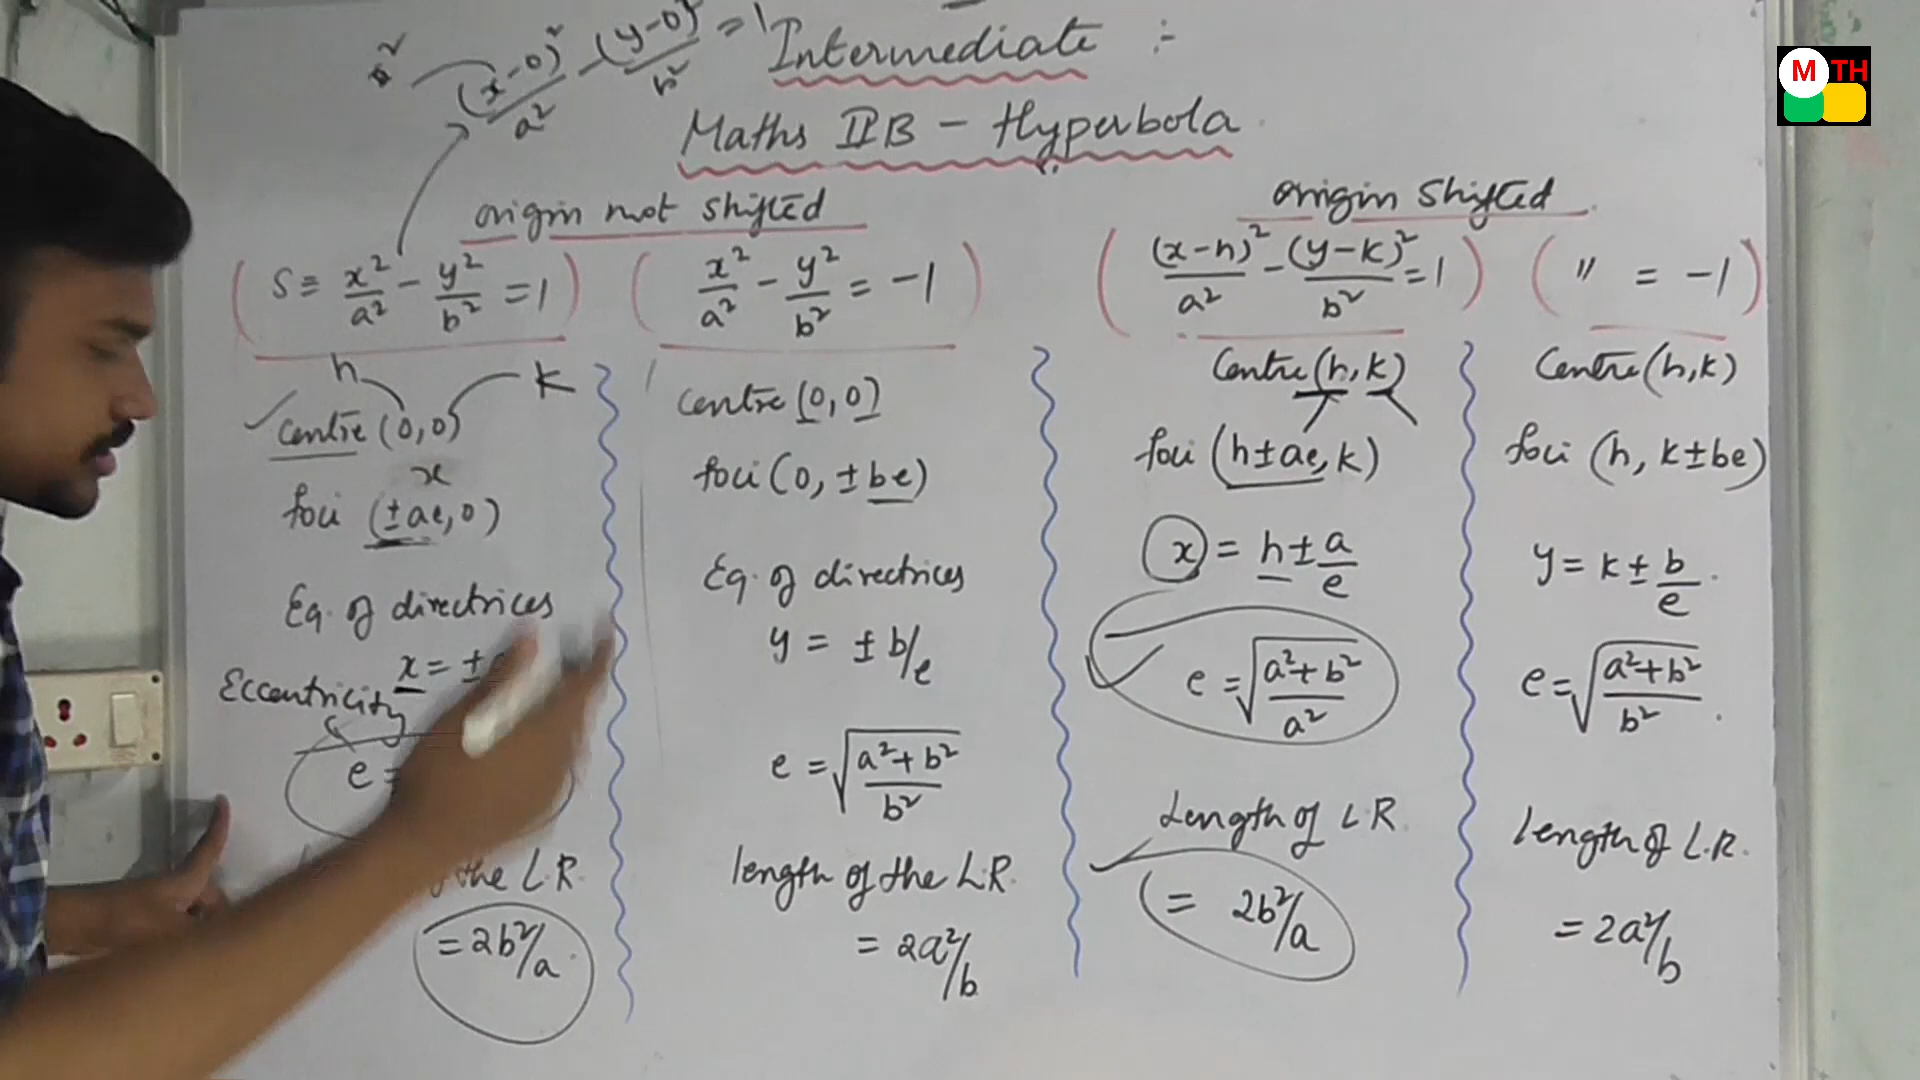 (x-0)²/a² - (y-0)²/b² = 1
Intermediate :-
Maths IIB - Hyperbola
M TH
origin not shifted
S ≡ x²/a² - y²/b² = 1
x²/a² - y²/b² = -1
h
k
centre (0,0)
x
foci (±ae, 0)
Eq. of directrices
x = ±
Eccentricity
e =
the L.R.
= 2b²/a.
centre (0,0)
foci (0, ±be)
Eq. of directrices
y = ± b/e
e = √(a²+b²/b²)
length of the L.R.
= 2a²/b
origin shifted
(x-h)²/a² - (y-k)²/b² = 1
( " = -1 )
Centre (h, k)
foci (h±ae, k)
x = h ± a/e
e = √(a²+b²/a²)
Length of L.R.
= 2b²/a
Centre (h,k)
foci (h, k±be)
y = k ± b/e.
e = √(a²+b²/b²).
length of L.R.
= 2a²/b